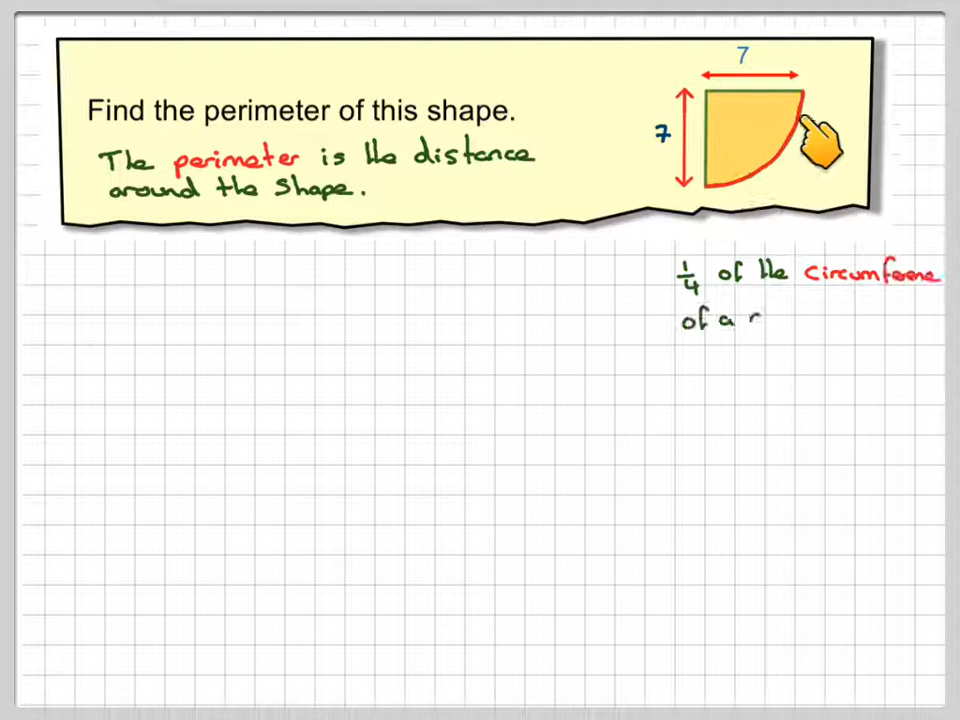 7
Find the perimeter of this shape.
7
The perimeter is the distance
around the shape.
1/4 of the circumference
of a